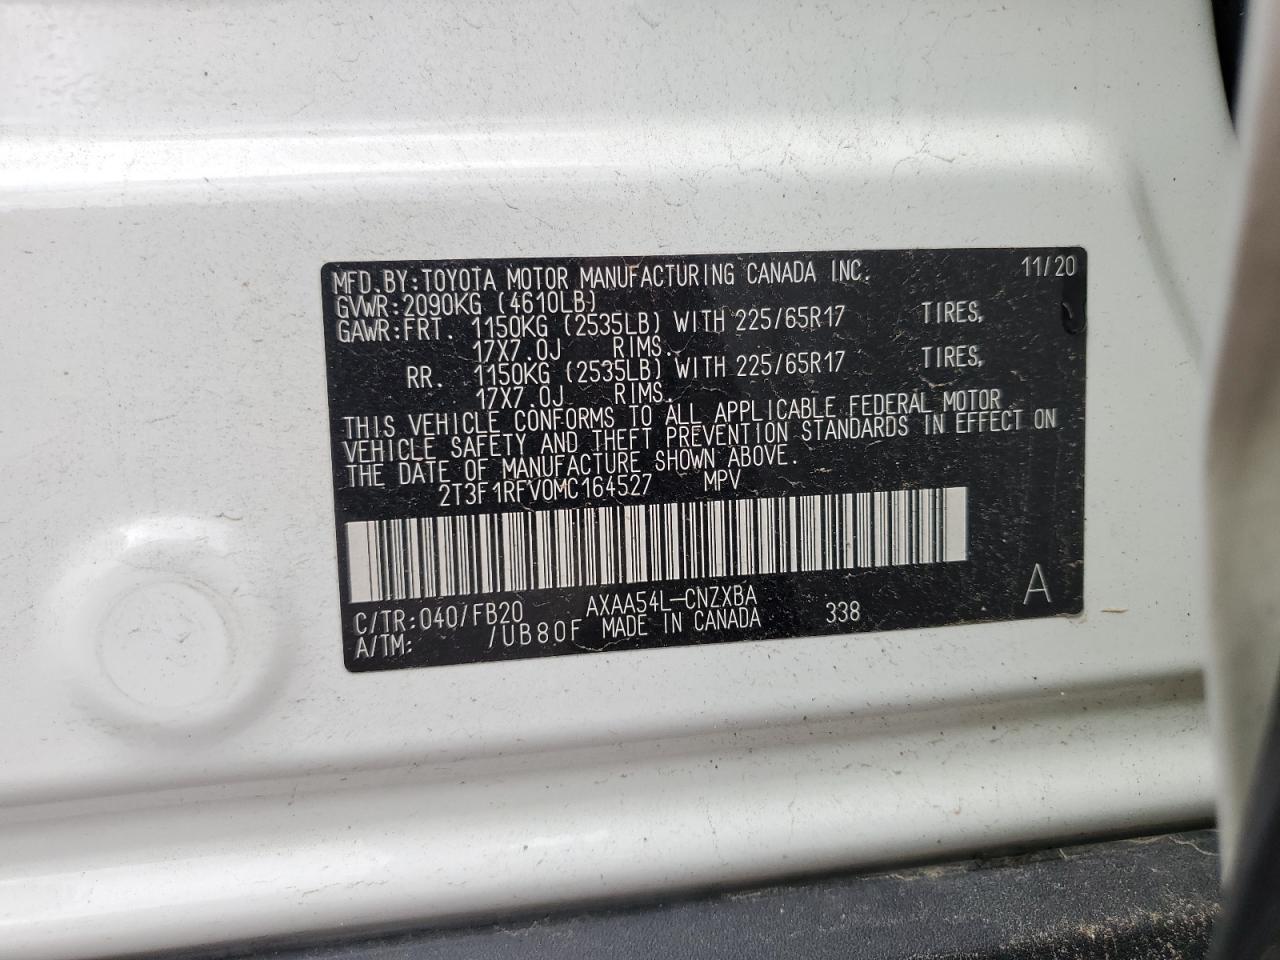 MFD.BY:TOYOTA MOTOR MANUFACTURING CANADA INC. 11/20
GVWR:2090KG (4610LB)
GAWR:FRT. 1150KG (2535LB) WITH 225/65R17 TIRES,
17X7.0J RIMS.
RR. 1150KG (2535LB) WITH 225/65R17 TIRES,
17X7.0J RIMS.
THIS VEHICLE CONFORMS TO ALL APPLICABLE FEDERAL MOTOR
VEHICLE SAFETY AND THEFT PREVENTION STANDARDS IN EFFECT ON
THE DATE OF MANUFACTURE SHOWN ABOVE.
2T3F1RFV0MC164527 MPV
C/TR:040/FB20 AXAA54L-CNZXBA A
A/TM: /UB80F MADE IN CANADA 338